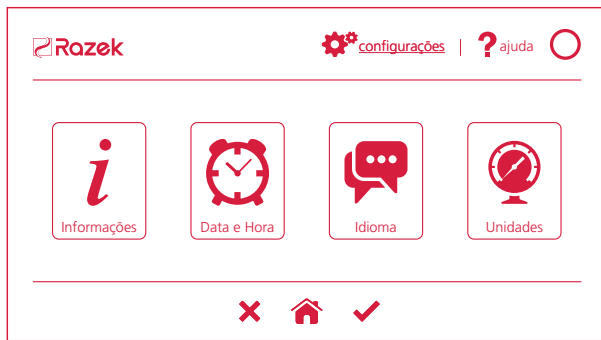 Razek
configurações | ? ajuda
Informações
Data e Hora
Idioma
Unidades